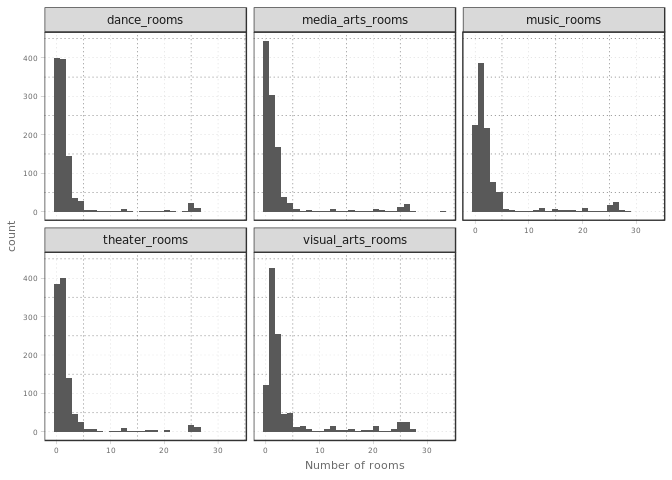 dance_rooms media_arts_rooms music_rooms
400
300
200
100
0
0 10 20 30
count
theater_rooms visual_arts_rooms
400
300
200
100
0
0 10 20 30 0 10 20 30
Number of rooms